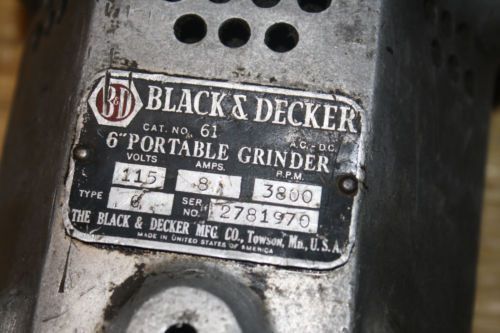 B&D BLACK & DECKER
CAT. NO. 61 A.C.-D.C.
6" PORTABLE GRINDER
VOLTS AMPS. R.P.M.
115 8 3800
TYPE 6 SER. NO. 2781970
THE BLACK & DECKER MFG. CO., TOWSON, MD., U.S.A.
MADE IN UNITED STATES OF AMERICA